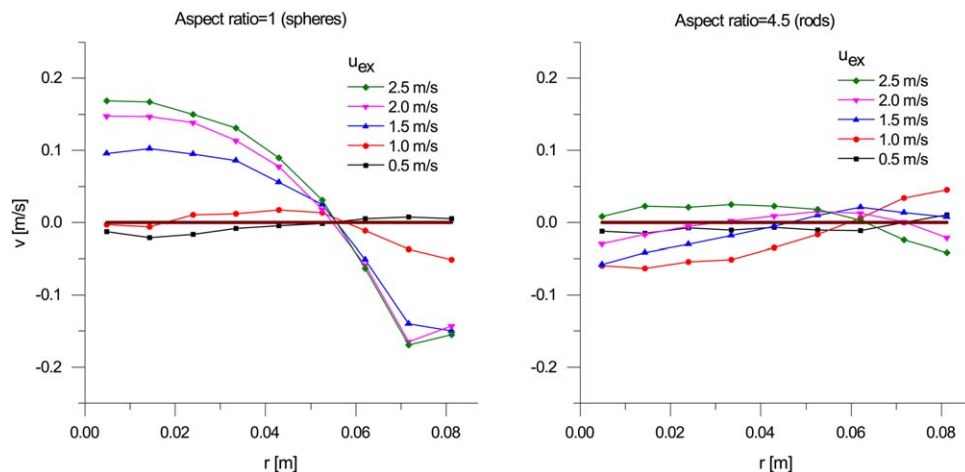 Aspect ratio=1 (spheres)
u_ex
2.5 m/s
2.0 m/s
1.5 m/s
1.0 m/s
0.5 m/s
0.2
0.1
0.0
-0.1
-0.2
v [m/s]
0.00 0.02 0.04 0.06 0.08
r [m]
Aspect ratio=4.5 (rods)
u_ex
2.5 m/s
2.0 m/s
1.5 m/s
1.0 m/s
0.5 m/s
0.2
0.1
0.0
-0.1
-0.2
0.00 0.02 0.04 0.06 0.08
r [m]